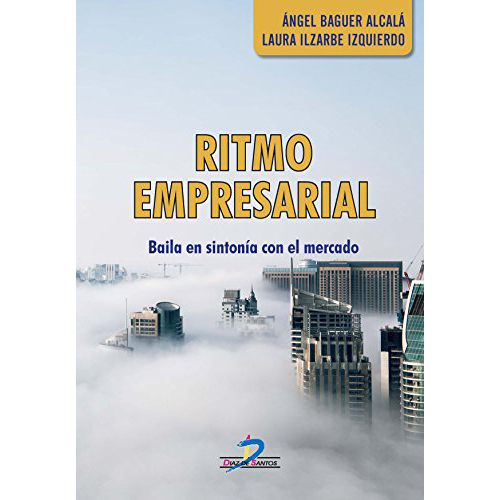 ÁNGEL BAGUER ALCALÁ
LAURA ILZARBE IZQUIERDO
RITMO
EMPRESARIAL
Baila en sintonía con el mercado
DIAZ DE SANTOS